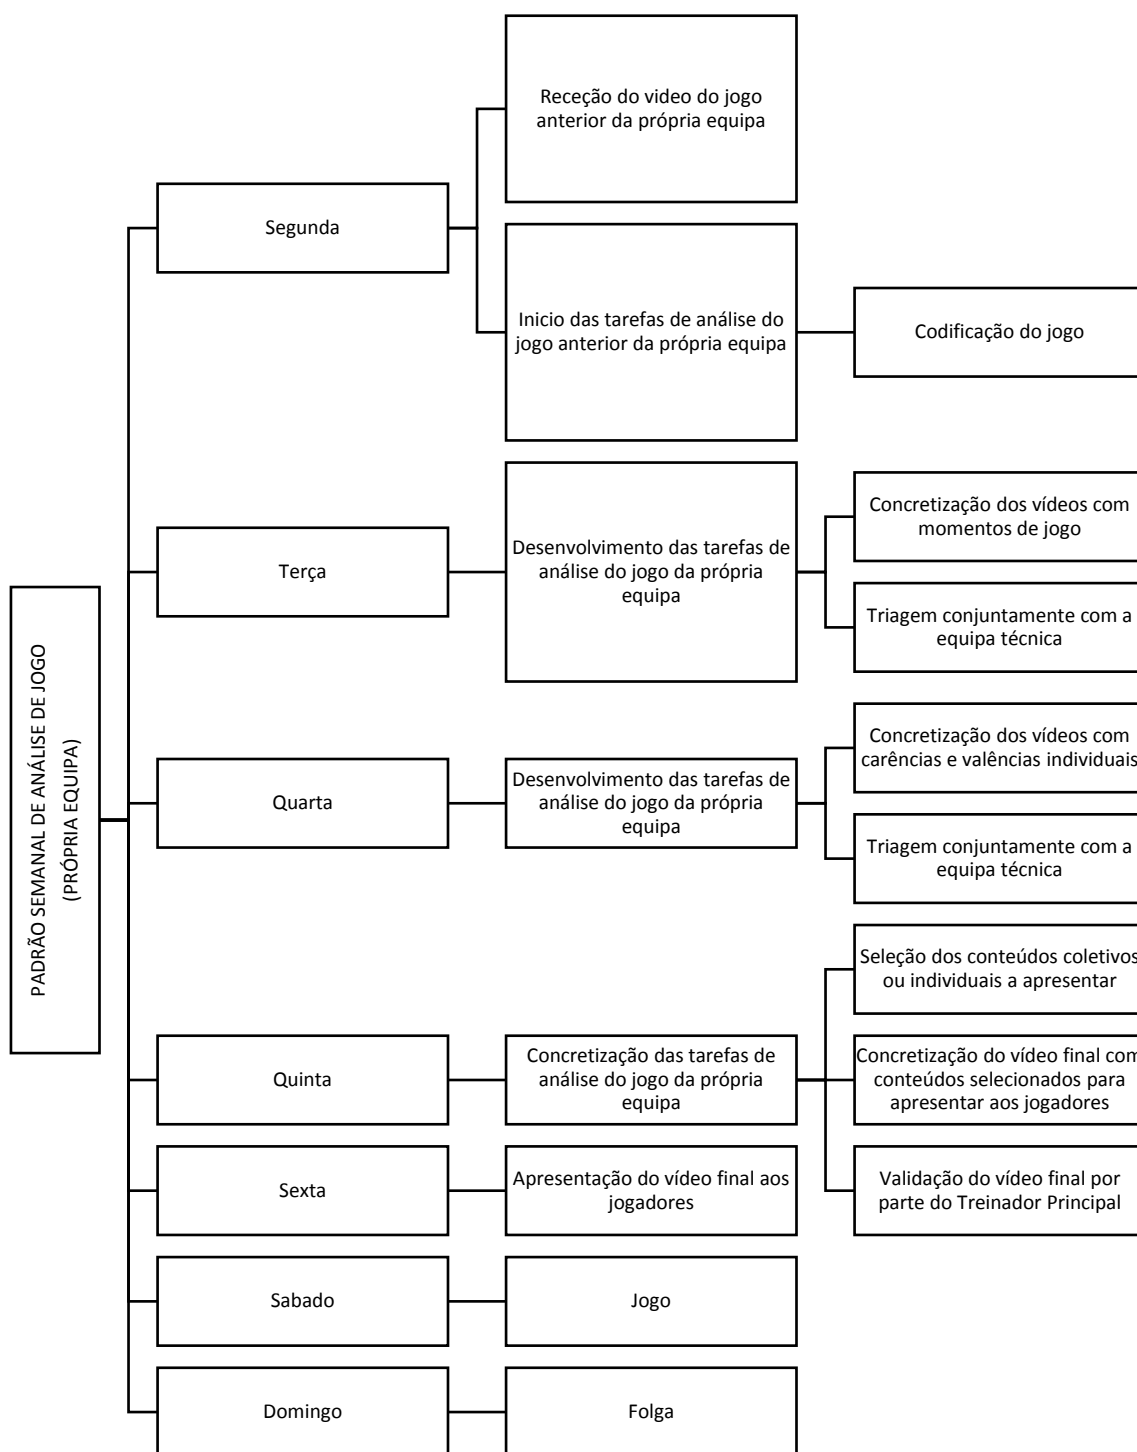 PADRÃO SEMANAL DE ANÁLISE DE JOGO
(PRÓPRIA EQUIPA)
Segunda
Receção do video do jogo
anterior da própria equipa
Inicio das tarefas de análise do
jogo anterior da própria equipa
Codificação do jogo
Terça
Desenvolvimento das tarefas de
análise do jogo da própria
equipa
Concretização dos vídeos com
momentos de jogo
Triagem conjuntamente com a
equipa técnica
Quarta
Desenvolvimento das tarefas de
análise do jogo da própria
equipa
Concretização dos vídeos com
carências e valências individuais
Triagem conjuntamente com a
equipa técnica
Quinta
Concretização das tarefas de
análise do jogo da própria
equipa
Seleção dos conteúdos coletivos
ou individuais a apresentar
Concretização do vídeo final com
conteúdos selecionados para
apresentar aos jogadores
Validação do vídeo final por
parte do Treinador Principal
Sexta
Apresentação do vídeo final aos
jogadores
Sabado
Jogo
Domingo
Folga